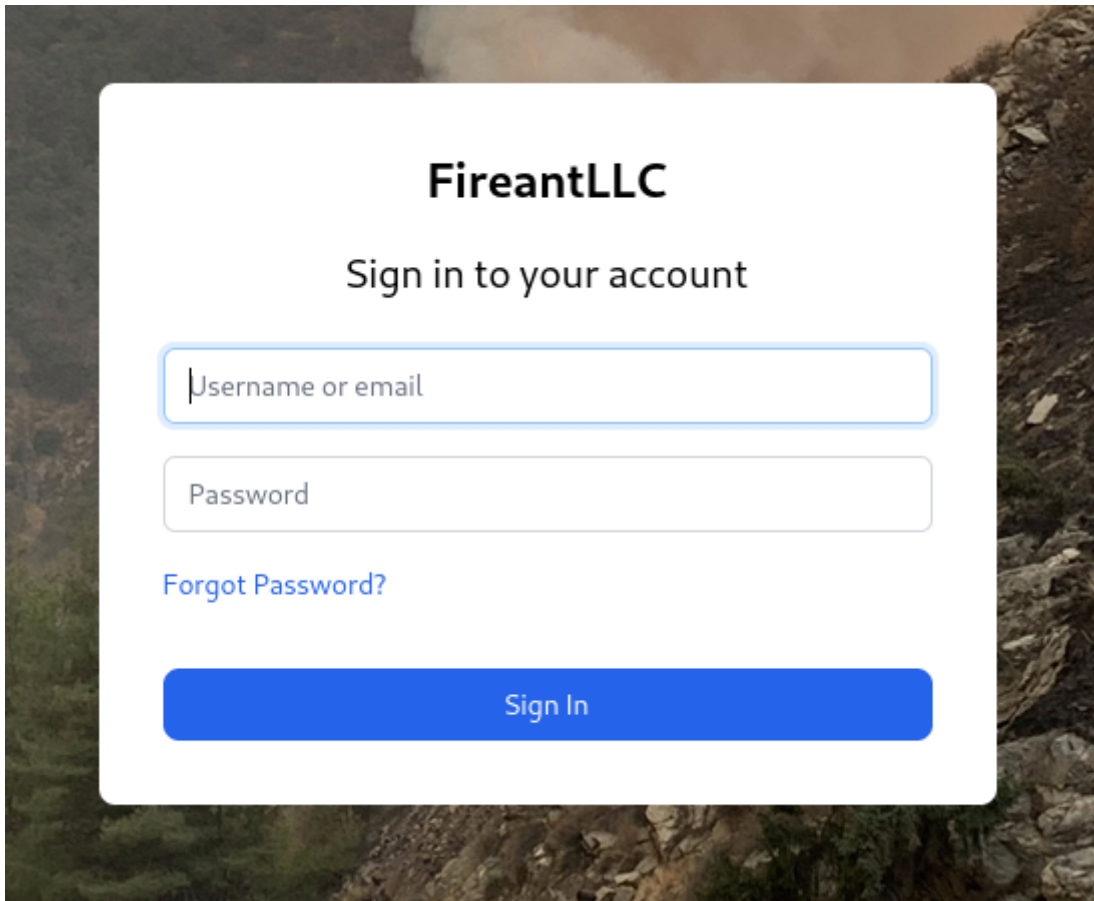 FireantLLC
Sign in to your account
Username or email
Password
Forgot Password?
Sign In